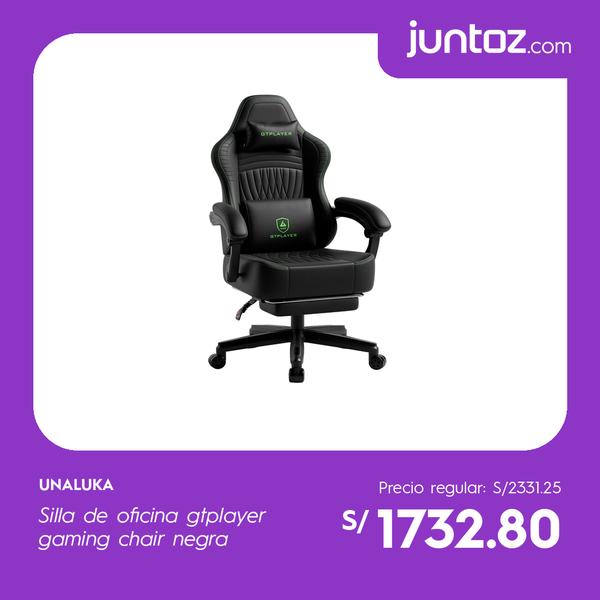 juntoz.com
GTPLAYER
GTPLAYER
UNALUKA
Silla de oficina gtplayer
gaming chair negra
Precio regular: S/2331.25
S/1732.80